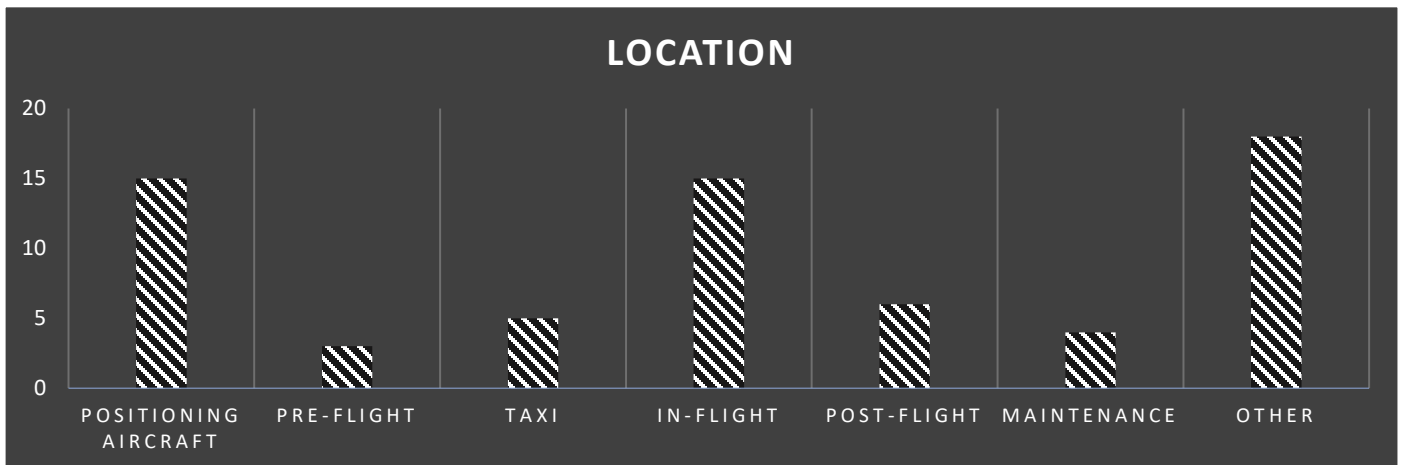 LOCATION
20
15
10
5
0
POSITIONING AIRCRAFT
PRE-FLIGHT
TAXI
IN-FLIGHT
POST-FLIGHT
MAINTENANCE
OTHER